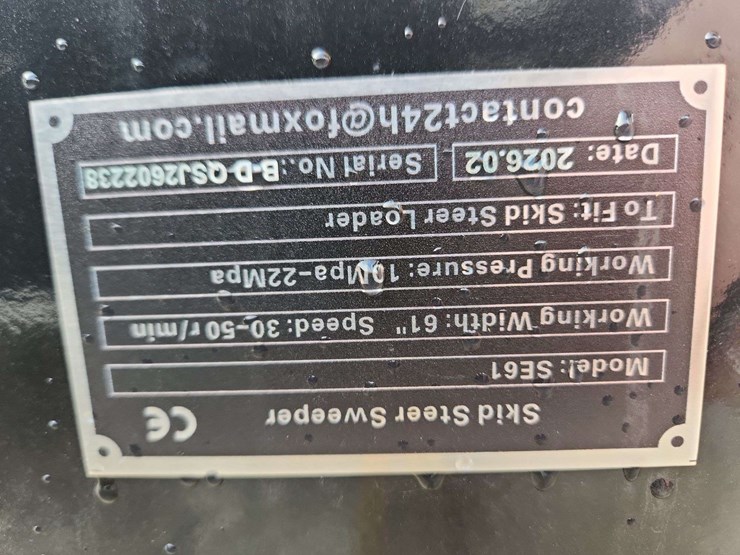 Skid Steer Sweeper CE
Model: SE61
Working Width: 61" Speed: 30-50 r/min
Working Pressure: 10Mpa-22Mpa
To Fit: Skid Steer Loader
Date: 2026.02 Serial No.: B-D-QSJ2602238
contact24h@foxmail.com